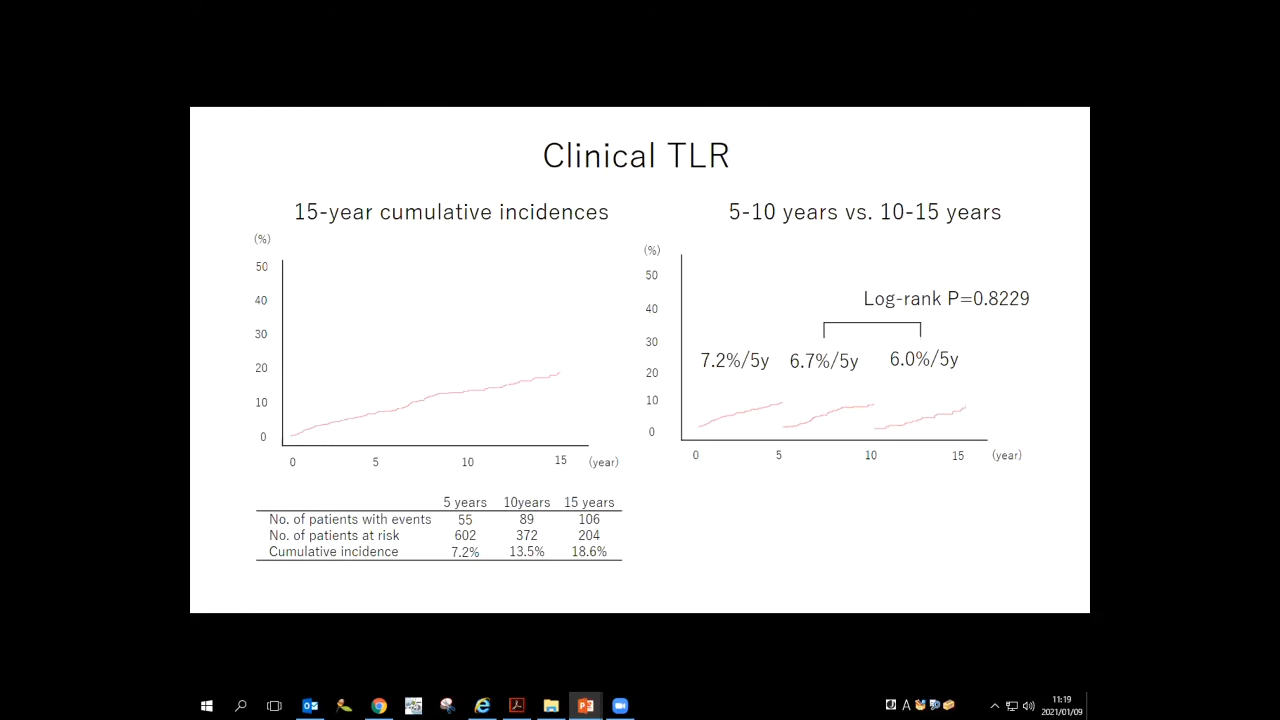 Clinical TLR
15-year cumulative incidences
(%)
50
40
30
20
10
0
0 5 10 15 (year)
5 years 10years 15 years
No. of patients with events 55 89 106
No. of patients at risk 602 372 204
Cumulative incidence 7.2% 13.5% 18.6%
5-10 years vs. 10-15 years
(%)
50
40
30
20
10
0
Log-rank P=0.8229
7.2%/5y 6.7%/5y 6.0%/5y
0 5 10 15 (year)
A
11:19
2021/01/09